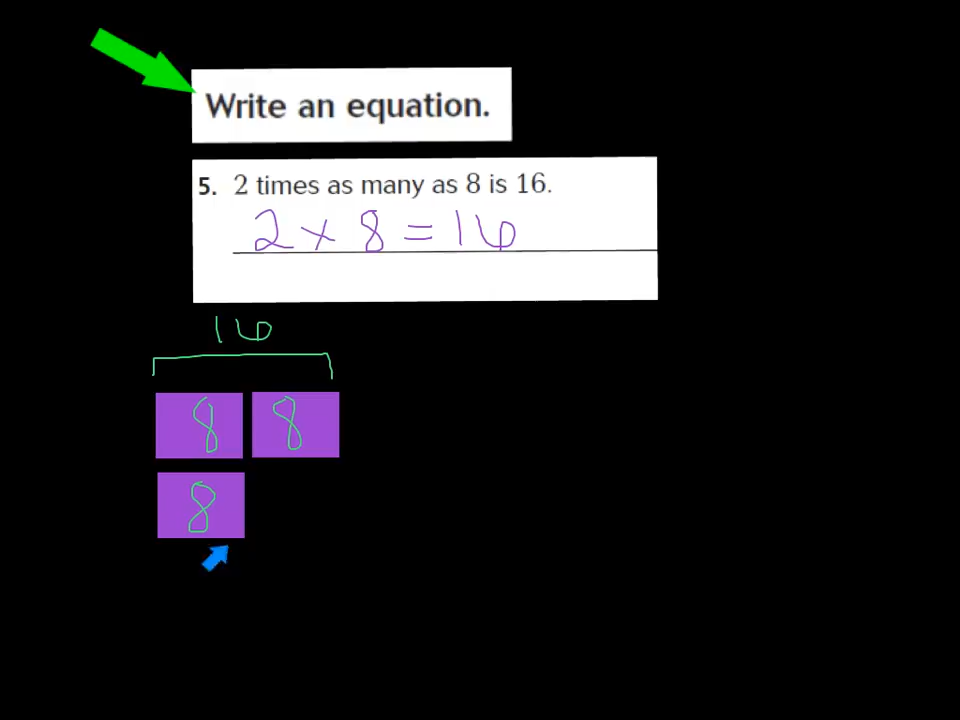 Write an equation.
5. 2 times as many as 8 is 16.
2 × 8 = 16
16
8 8
8